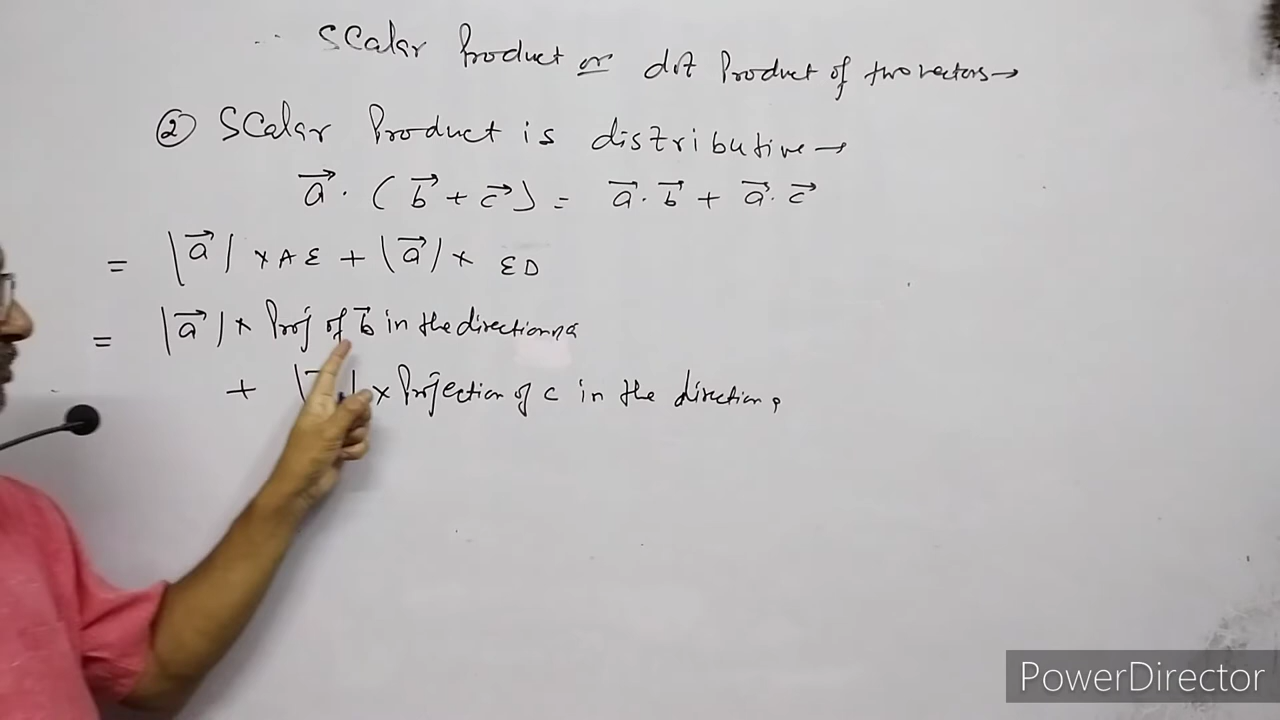 Scalar Product or dot Product of two vectors→
② Scalar Product is distributive→
a⃗ · (b⃗ + c⃗) = a⃗ · b⃗ + a⃗ · c⃗
= |a⃗| × AE + |a⃗| × ED
= |a⃗| × Proj of b⃗ in the direction a
+ | | × Projection of c in the direction
PowerDirector